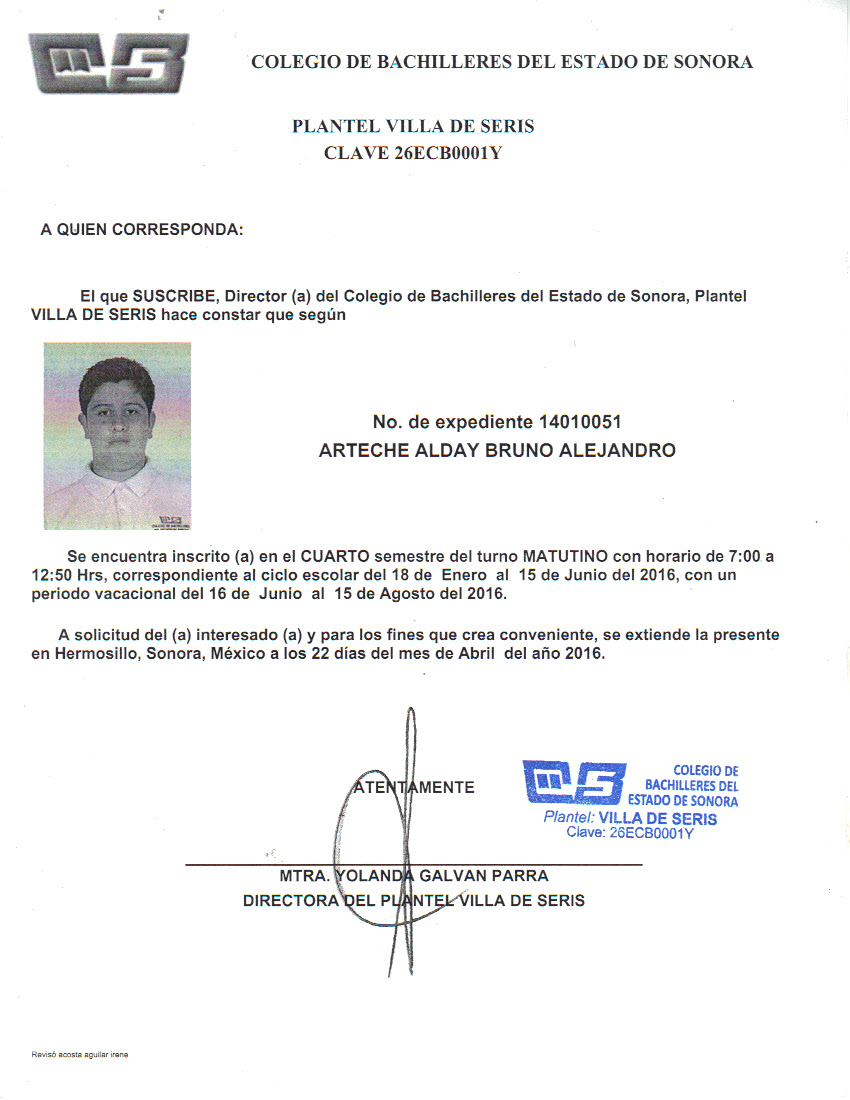 COLEGIO DE BACHILLERES DEL ESTADO DE SONORA
PLANTEL VILLA DE SERIS
CLAVE 26ECB0001Y
A QUIEN CORRESPONDA:
El que SUSCRIBE, Director (a) del Colegio de Bachilleres del Estado de Sonora, Plantel
VILLA DE SERIS hace constar que según
No. de expediente 14010051
ARTECHE ALDAY BRUNO ALEJANDRO
Se encuentra inscrito (a) en el CUARTO semestre del turno MATUTINO con horario de 7:00 a
12:50 Hrs, correspondiente al ciclo escolar del 18 de Enero al 15 de Junio del 2016, con un
periodo vacacional del 16 de Junio al 15 de Agosto del 2016.
A solicitud del (a) interesado (a) y para los fines que crea conveniente, se extiende la presente
en Hermosillo, Sonora, México a los 22 días del mes de Abril del año 2016.
ATENTAMENTE
COLEGIO DE
BACHILLERES DEL
ESTADO DE SONORA
Plantel: VILLA DE SERIS
Clave: 26ECB0001Y
MTRA. YOLANDA GALVAN PARRA
DIRECTORA DEL PLANTEL VILLA DE SERIS
Revisó acosta aguilar irene